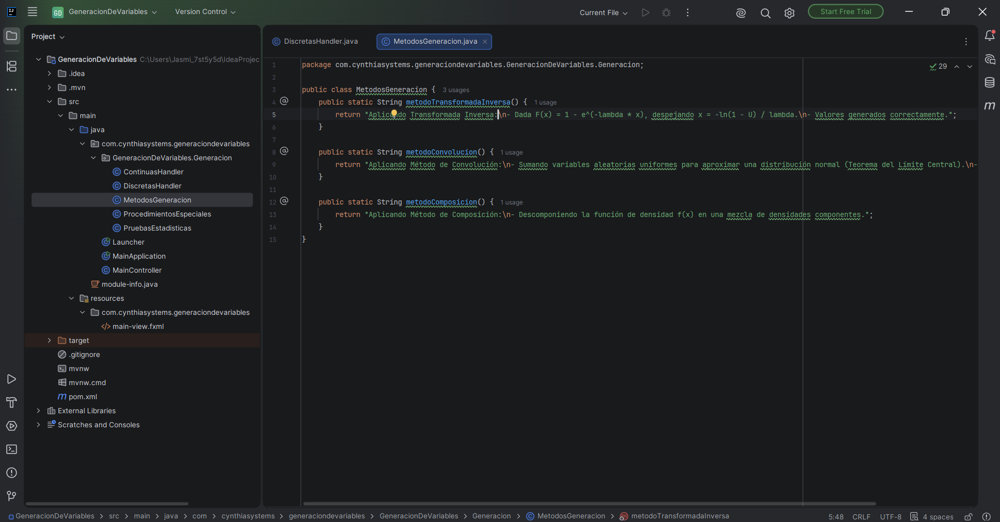 GD GeneracionDeVariables Version Control Current File Start Free Trial
Project
GeneracionDeVariables C:\Users\Jasmi_7st5y5d\IdeaProjec
.idea
.mvn
src
main
java
com.cynthiasystems.generaciondevariables
GeneracionDeVariables.Generacion
ContinuasHandler
DiscretasHandler
MetodosGeneracion
ProcedimientosEspeciales
PruebasEstadisticas
Launcher
MainApplication
MainController
module-info.java
resources
com.cynthiasystems.generaciondevariables
main-view.fxml
target
.gitignore
mvnw
mvnw.cmd
pom.xml
External Libraries
Scratches and Consoles
DiscretasHandler.java MetodosGeneracion.java
29
1 package com.cynthiasystems.generaciondevariables.GeneracionDeVariables.Generacion;
2
3 public class MetodosGeneracion { 3 usages
4 public static String metodoTransformadaInversa() { 1 usage
5 return "Aplicando Transformada Inversa:\n- Dada F(x) = 1 - e^(-lambda * x), despejando x = -ln(1 - U) / lambda.\n- Valores generados correctamente.";
6 }
7
8 public static String metodoConvolucion() { 1 usage
9 return "Aplicando Método de Convolución:\n- Sumando variables aleatorias uniformes para aproximar una distribución normal (Teorema del Límite Central).\n-
10 }
11
12 public static String metodoComposicion() { 1 usage
13 return "Aplicando Método de Composición:\n- Descomponiendo la función de densidad f(x) en una mezcla de densidades componentes.";
14 }
15 }
GeneracionDeVariables > src > main > java > com > cynthiasystems > generaciondevariables > GeneracionDeVariables > Generacion > MetodosGeneracion > metodoTransformadaInversa 5:48 CRLF UTF-8 4 spaces